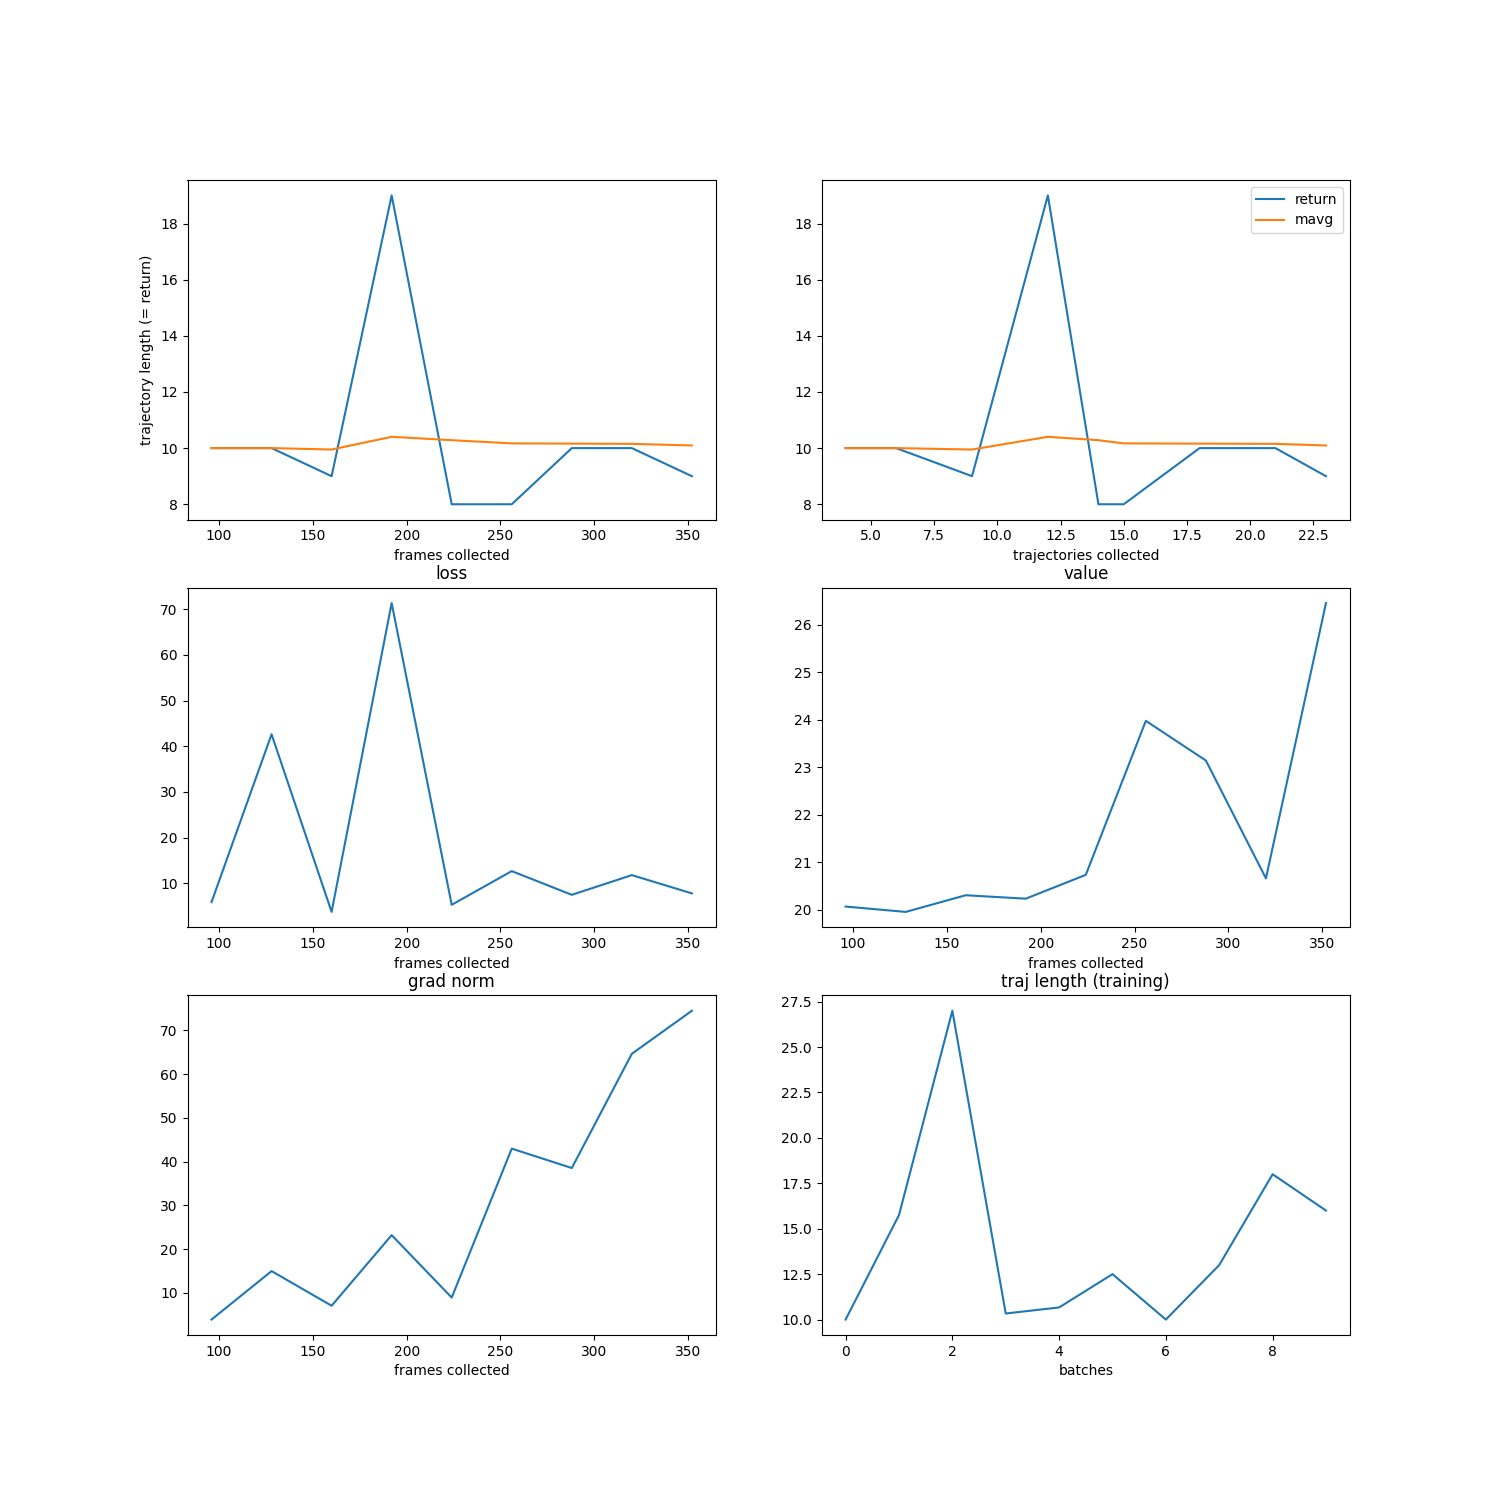 return
mavg
18
16
14
12
10
8
trajectory length (= return)
100 150 200 250 300 350
frames collected
18
16
14
12
10
8
5.0 7.5 10.0 12.5 15.0 17.5 20.0 22.5
trajectories collected
loss
70
60
50
40
30
20
10
100 150 200 250 300 350
frames collected
value
26
25
24
23
22
21
20
100 150 200 250 300 350
frames collected
grad norm
70
60
50
40
30
20
10
100 150 200 250 300 350
frames collected
traj length (training)
27.5
25.0
22.5
20.0
17.5
15.0
12.5
10.0
0 2 4 6 8
batches